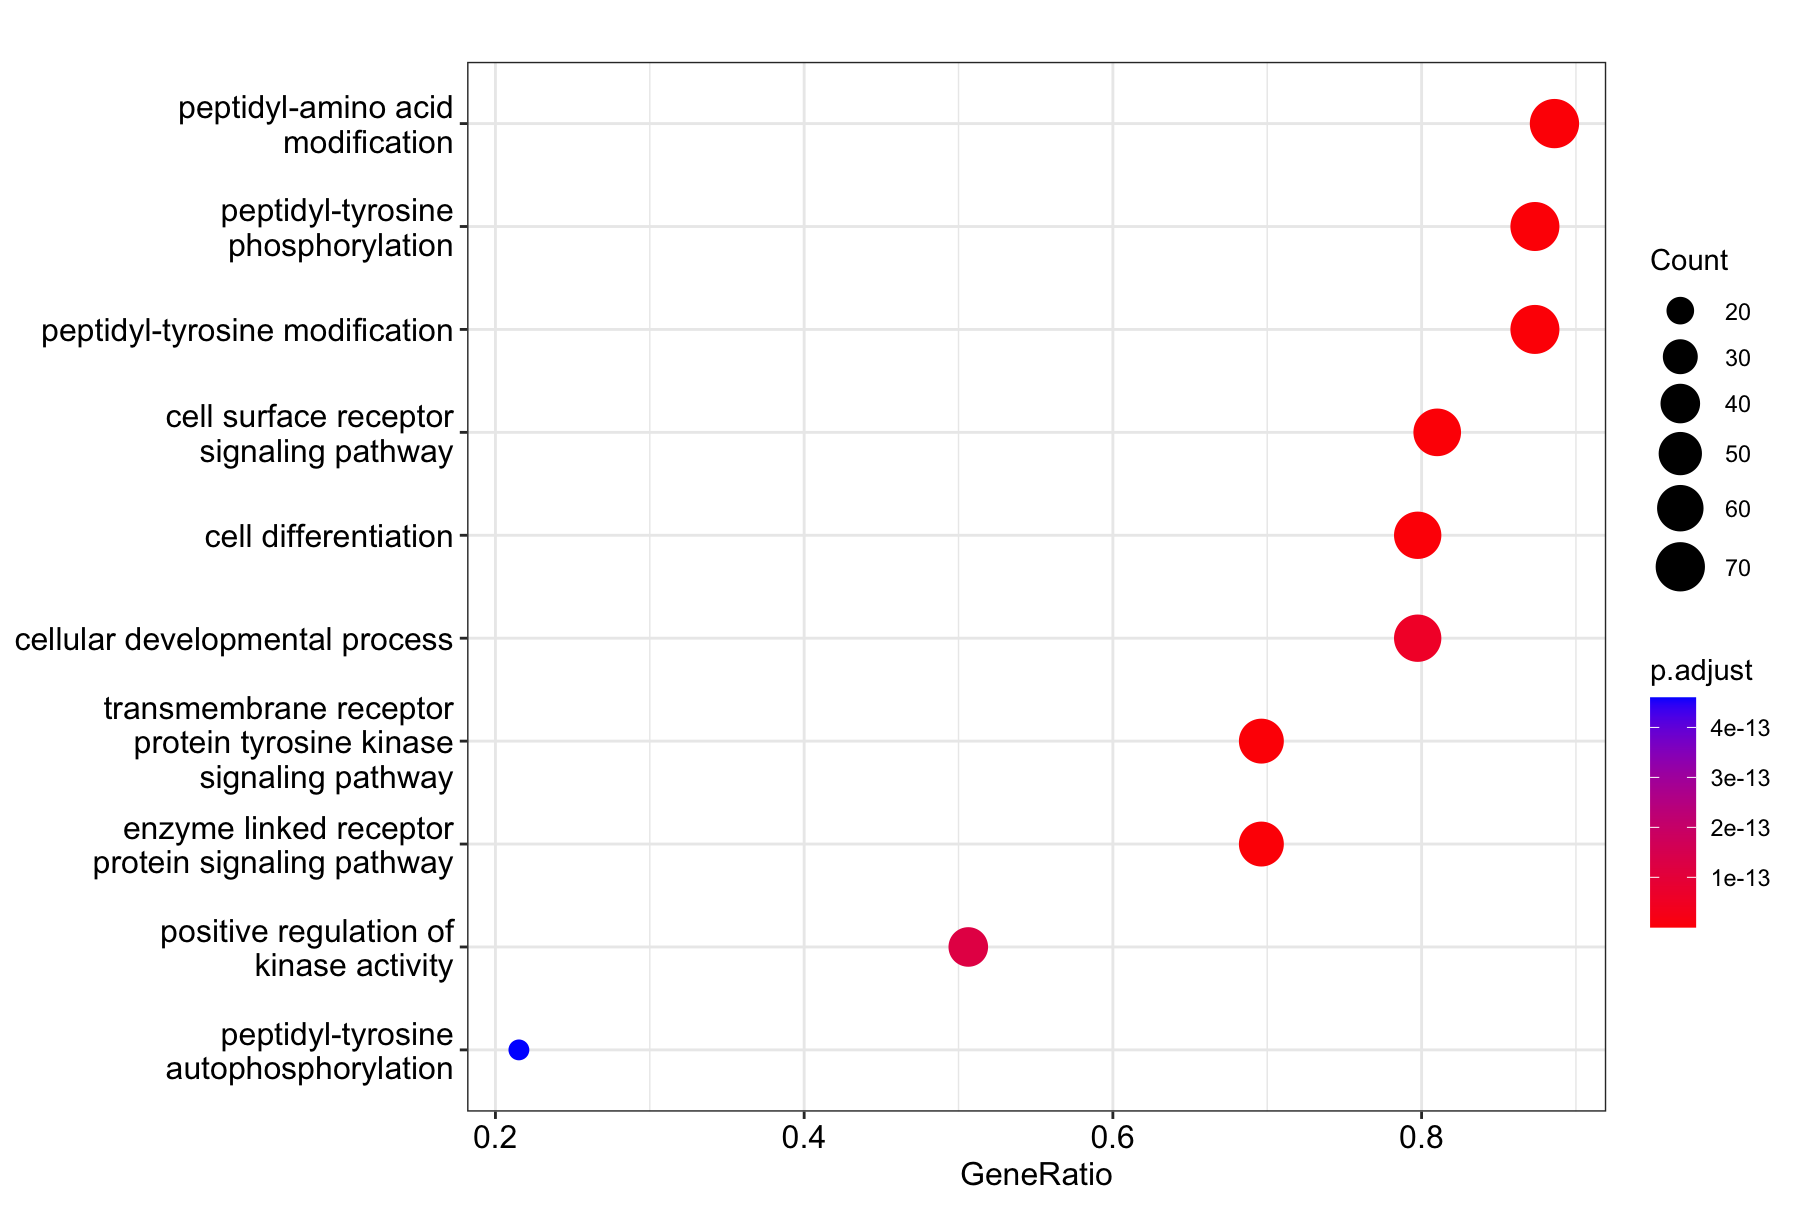 peptidyl-amino acid
modification
peptidyl-tyrosine
phosphorylation
peptidyl-tyrosine modification
cell surface receptor
signaling pathway
cell differentiation
cellular developmental process
transmembrane receptor
protein tyrosine kinase
signaling pathway
enzyme linked receptor
protein signaling pathway
positive regulation of
kinase activity
peptidyl-tyrosine
autophosphorylation
0.2
0.4
0.6
0.8
GeneRatio
Count
20
30
40
50
60
70
p.adjust
4e-13
3e-13
2e-13
1e-13